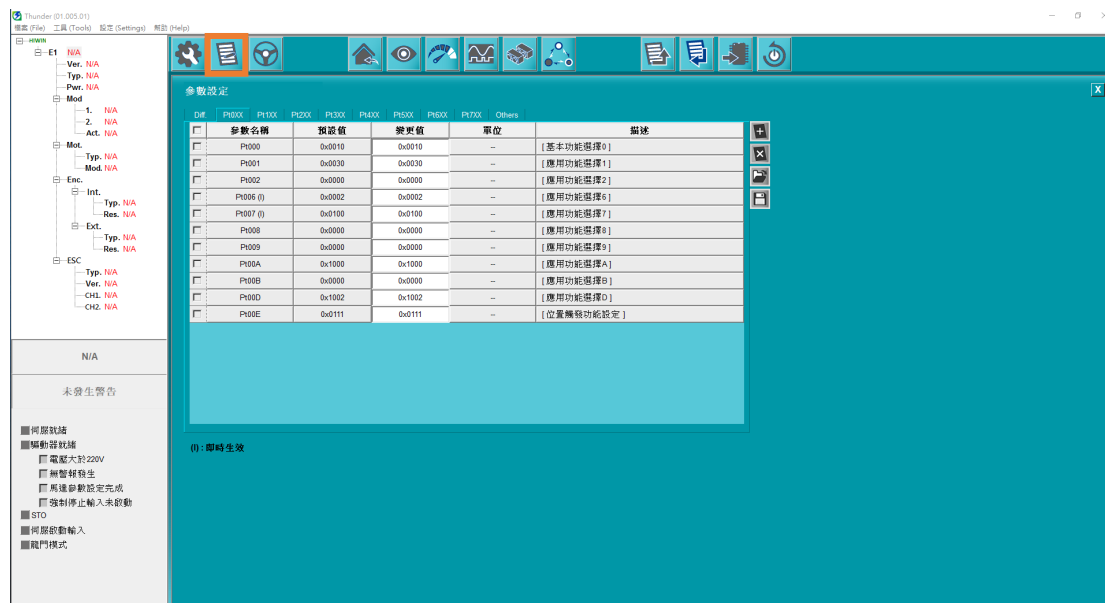 Thunder (01.005.01)
檔案 (File) 工具 (Tools) 設定 (Settings) 幫助 (Help)
HIWIN
E1 N/A
Ver. N/A
Typ. N/A
Pwr. N/A
Mod
1. N/A
2. N/A
Act. N/A
Mot.
Typ. N/A
Mod. N/A
Enc.
Int.
Typ. N/A
Res. N/A
Ext.
Typ. N/A
Res. N/A
ESC
Typ. N/A
Ver. N/A
CH1. N/A
CH2. N/A
N/A
未發生警告
伺服就緒
驅動器就緒
電壓大於220V
無警報發生
馬達參數設定完成
強制停止輸入未啟動
STO
伺服啟動輸入
龍門模式
參數設定 X
Diff. Pt0XX Pt1XX Pt2XX Pt3XX Pt4XX Pt5XX Pt6XX Pt7XX Others
參數名稱 預設值 變更值 單位 描述
Pt000 0x0010 0x0010 -- [ 基本功能選擇0 ]
Pt001 0x0030 0x0030 -- [ 應用功能選擇1 ]
Pt002 0x0000 0x0000 -- [ 應用功能選擇2 ]
Pt006 (I) 0x0002 0x0002 -- [ 應用功能選擇6 ]
Pt007 (I) 0x0100 0x0100 -- [ 應用功能選擇7 ]
Pt008 0x0000 0x0000 -- [ 應用功能選擇8 ]
Pt009 0x0000 0x0000 -- [ 應用功能選擇9 ]
Pt00A 0x1000 0x1000 -- [ 應用功能選擇A ]
Pt00B 0x0000 0x0000 -- [ 應用功能選擇B ]
Pt00D 0x1002 0x1002 -- [ 應用功能選擇D ]
Pt00E 0x0111 0x0111 -- [ 位置觸發功能設定 ]
(I) : 即時生效